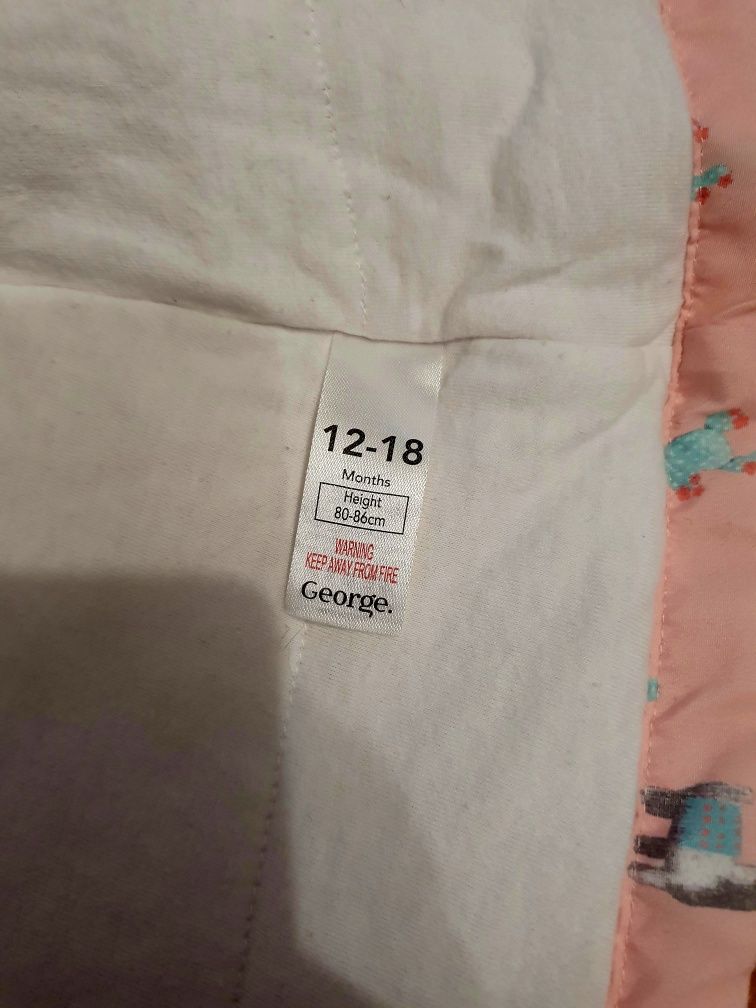 12-18
Months
Height
80-86cm
WARNING
KEEP AWAY FROM FIRE
George.